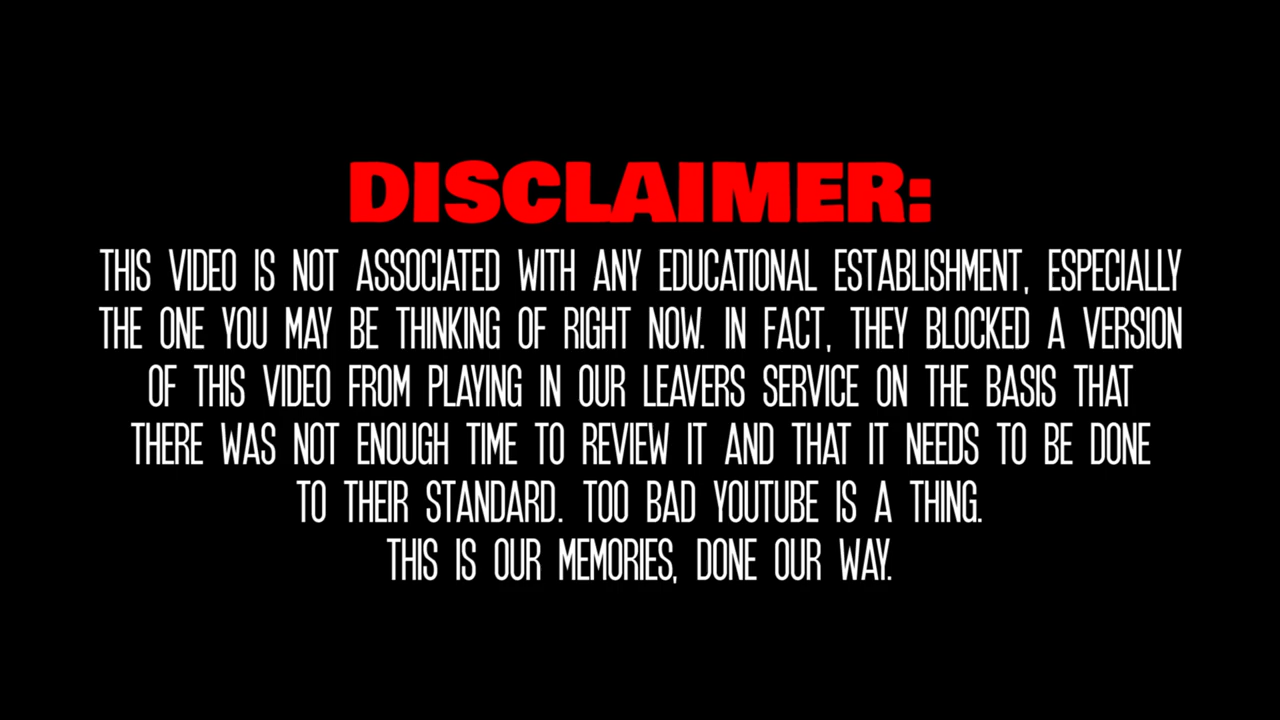 DISCLAIMER:
THIS VIDEO IS NOT ASSOCIATED WITH ANY EDUCATIONAL ESTABLISHMENT, ESPECIALLY
THE ONE YOU MAY BE THINKING OF RIGHT NOW. IN FACT, THEY BLOCKED A VERSION
OF THIS VIDEO FROM PLAYING IN OUR LEAVERS SERVICE ON THE BASIS THAT
THERE WAS NOT ENOUGH TIME TO REVIEW IT AND THAT IT NEEDS TO BE DONE
TO THEIR STANDARD. TOO BAD YOUTUBE IS A THING.
THIS IS OUR MEMORIES, DONE OUR WAY.